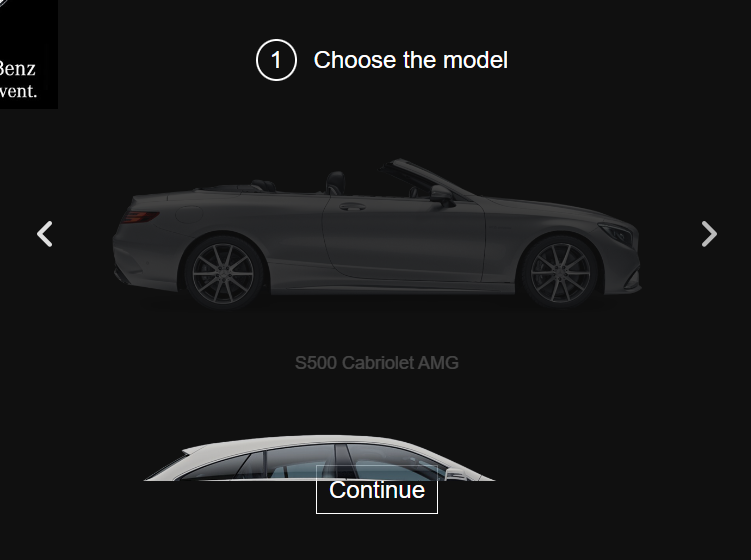 Benz
vent.
1 Choose the model
S500 Cabriolet AMG
Continue